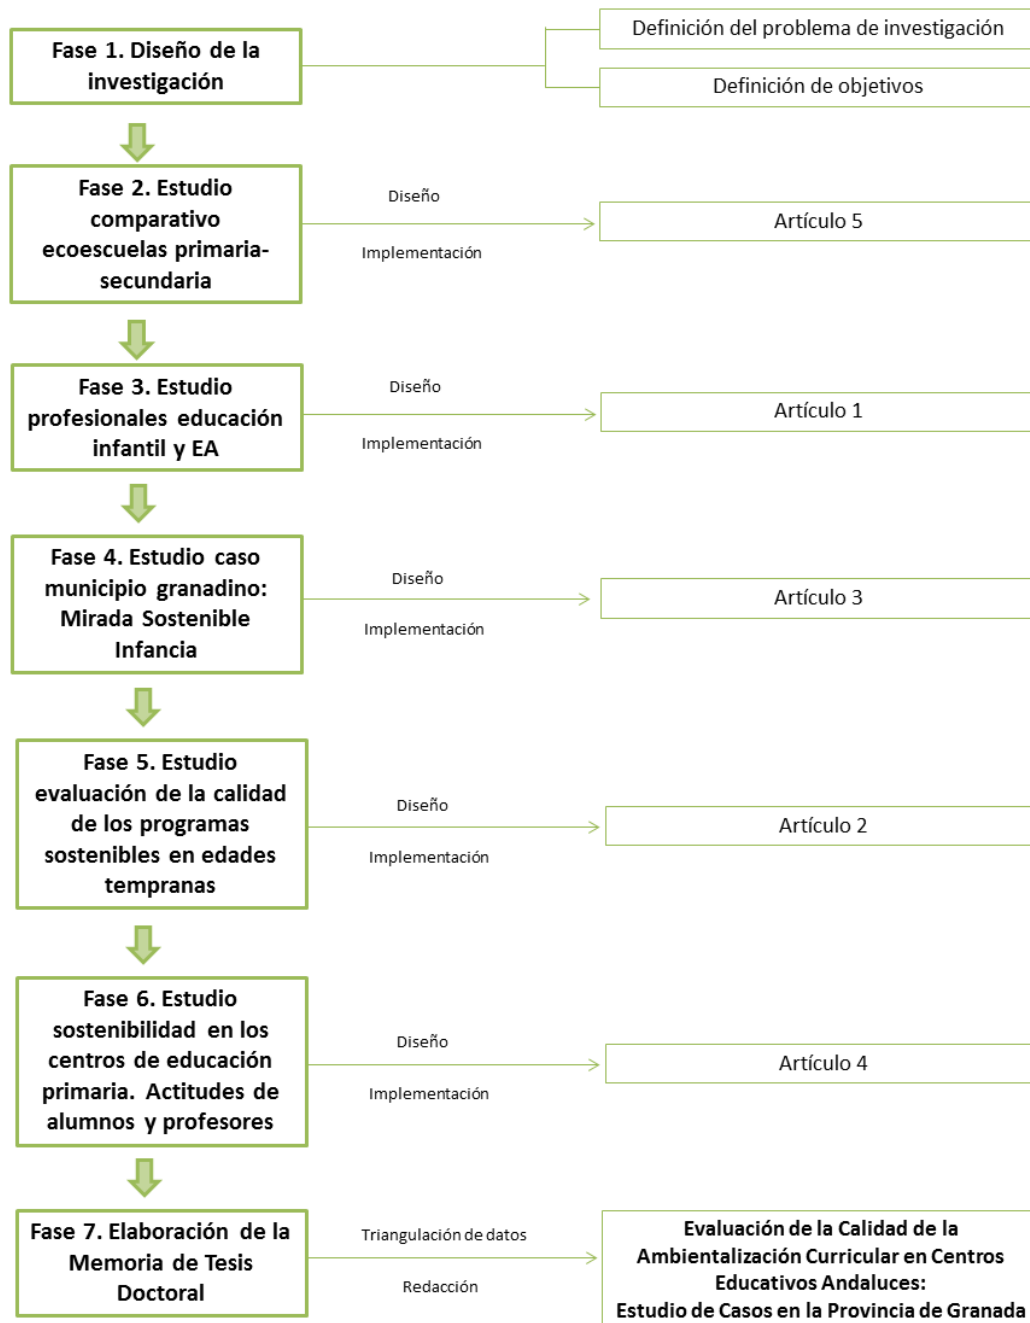 Fase 1. Diseño de la
investigación
Definición del problema de investigación
Definición de objetivos
Fase 2. Estudio
comparativo
ecoescuelas primaria-
secundaria
Diseño
Implementación
Artículo 5
Fase 3. Estudio
profesionales educación
infantil y EA
Diseño
Implementación
Artículo 1
Fase 4. Estudio caso
municipio granadino:
Mirada Sostenible
Infancia
Diseño
Implementación
Artículo 3
Fase 5. Estudio
evaluación de la calidad
de los programas
sostenibles en edades
tempranas
Diseño
Implementación
Artículo 2
Fase 6. Estudio
sostenibilidad en los
centros de educación
primaria. Actitudes de
alumnos y profesores
Diseño
Implementación
Artículo 4
Fase 7. Elaboración de la
Memoria de Tesis
Doctoral
Triangulación de datos
Redacción
Evaluación de la Calidad de la
Ambientalización Curricular en Centros
Educativos Andaluces:
Estudio de Casos en la Provincia de Granada